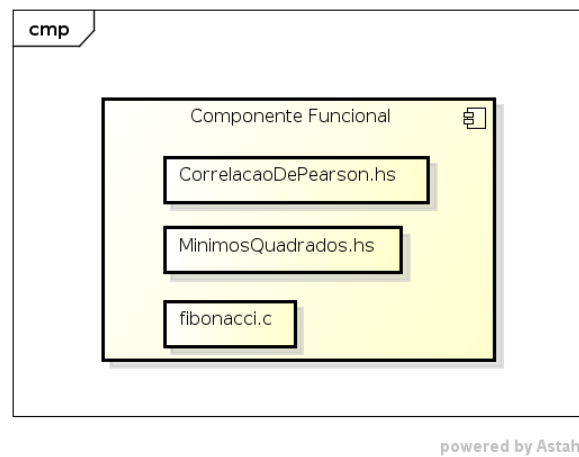 cmp
Componente Funcional
CorrelacaoDePearson.hs
MinimosQuadrados.hs
fibonacci.c
powered by Astah